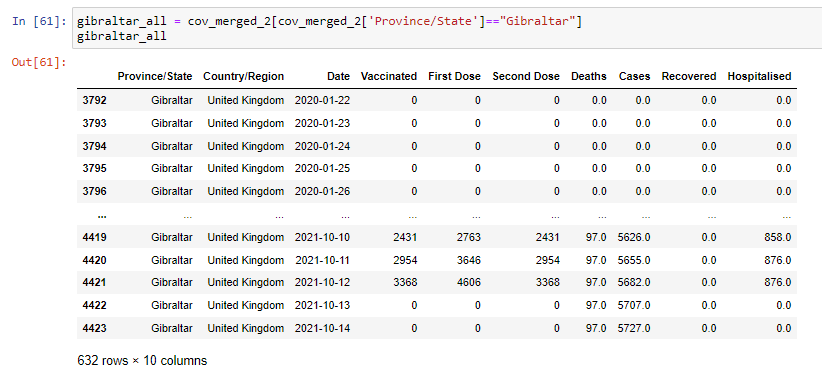 In [61]: gibraltar_all = cov_merged_2[cov_merged_2['Province/State']=="Gibraltar"]
gibraltar_all
Out[61]:
Province/State Country/Region Date Vaccinated First Dose Second Dose Deaths Cases Recovered Hospitalised
3792 Gibraltar United Kingdom 2020-01-22 0 0 0 0.0 0.0 0.0 0.0
3793 Gibraltar United Kingdom 2020-01-23 0 0 0 0.0 0.0 0.0 0.0
3794 Gibraltar United Kingdom 2020-01-24 0 0 0 0.0 0.0 0.0 0.0
3795 Gibraltar United Kingdom 2020-01-25 0 0 0 0.0 0.0 0.0 0.0
3796 Gibraltar United Kingdom 2020-01-26 0 0 0 0.0 0.0 0.0 0.0
... ... ... ... ... ... ... ... ... ... ...
4419 Gibraltar United Kingdom 2021-10-10 2431 2763 2431 97.0 5626.0 0.0 858.0
4420 Gibraltar United Kingdom 2021-10-11 2954 3646 2954 97.0 5655.0 0.0 876.0
4421 Gibraltar United Kingdom 2021-10-12 3368 4606 3368 97.0 5682.0 0.0 876.0
4422 Gibraltar United Kingdom 2021-10-13 0 0 0 97.0 5707.0 0.0 0.0
4423 Gibraltar United Kingdom 2021-10-14 0 0 0 97.0 5727.0 0.0 0.0
632 rows × 10 columns